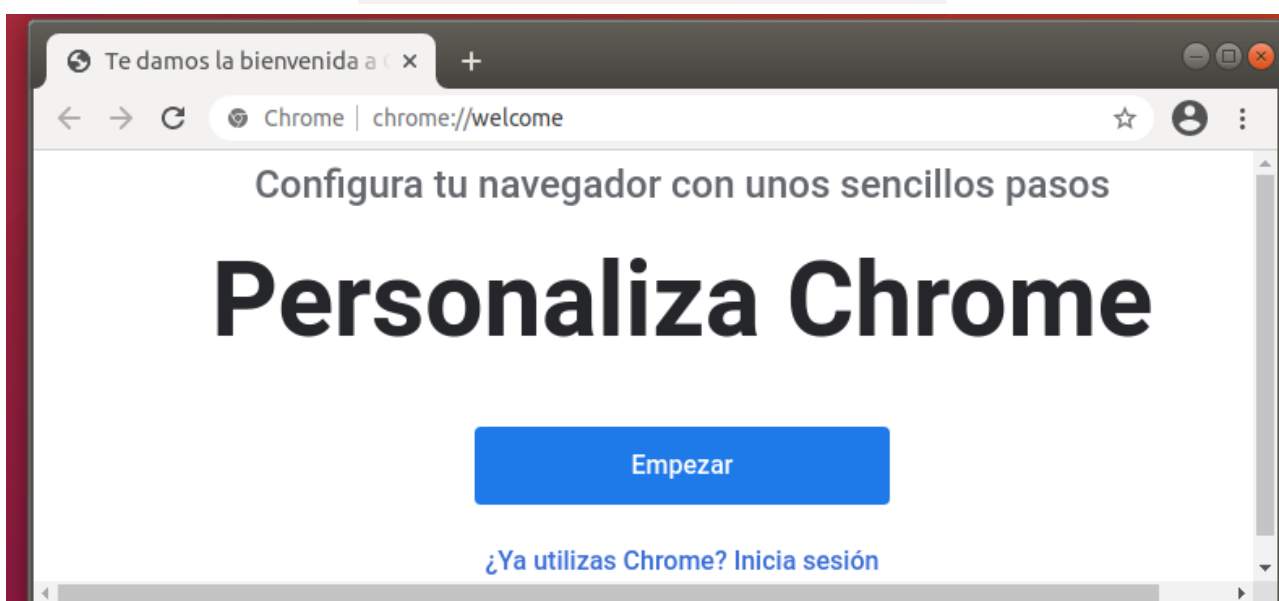 Te damos la bienvenida a
Chrome chrome://welcome
Configura tu navegador con unos sencillos pasos
Personaliza Chrome
Empezar
¿Ya utilizas Chrome? Inicia sesión